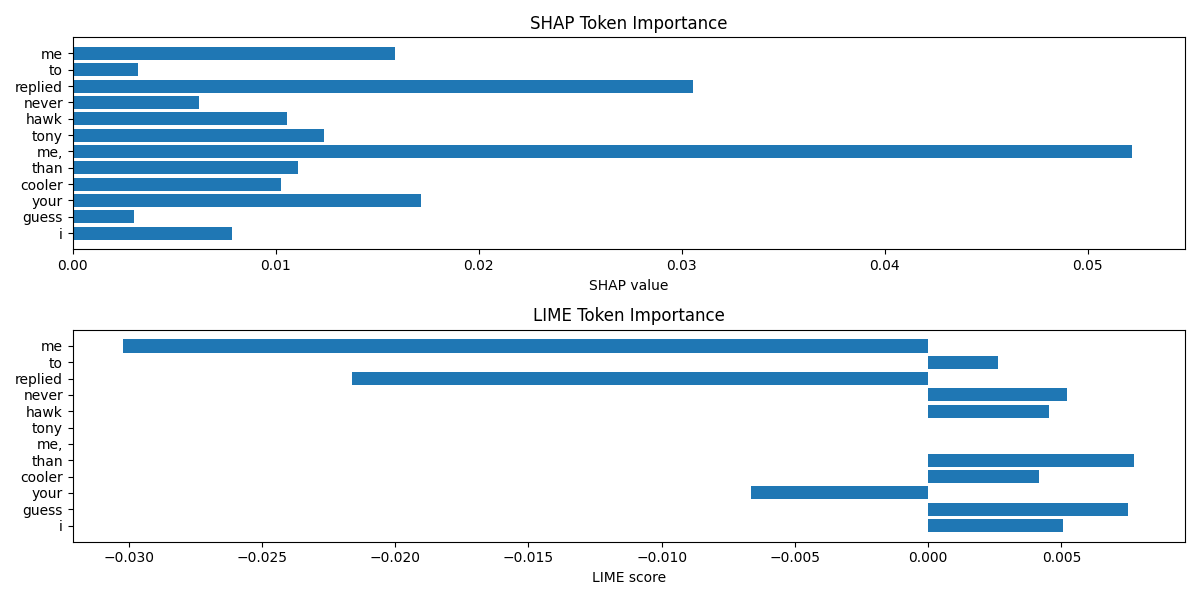 SHAP Token Importance
me
to
replied
never
hawk
tony
me,
than
cooler
your
guess
i
0.00 0.01 0.02 0.03 0.04 0.05
SHAP value
LIME Token Importance
me
to
replied
never
hawk
tony
me,
than
cooler
your
guess
i
−0.030 −0.025 −0.020 −0.015 −0.010 −0.005 0.000 0.005
LIME score